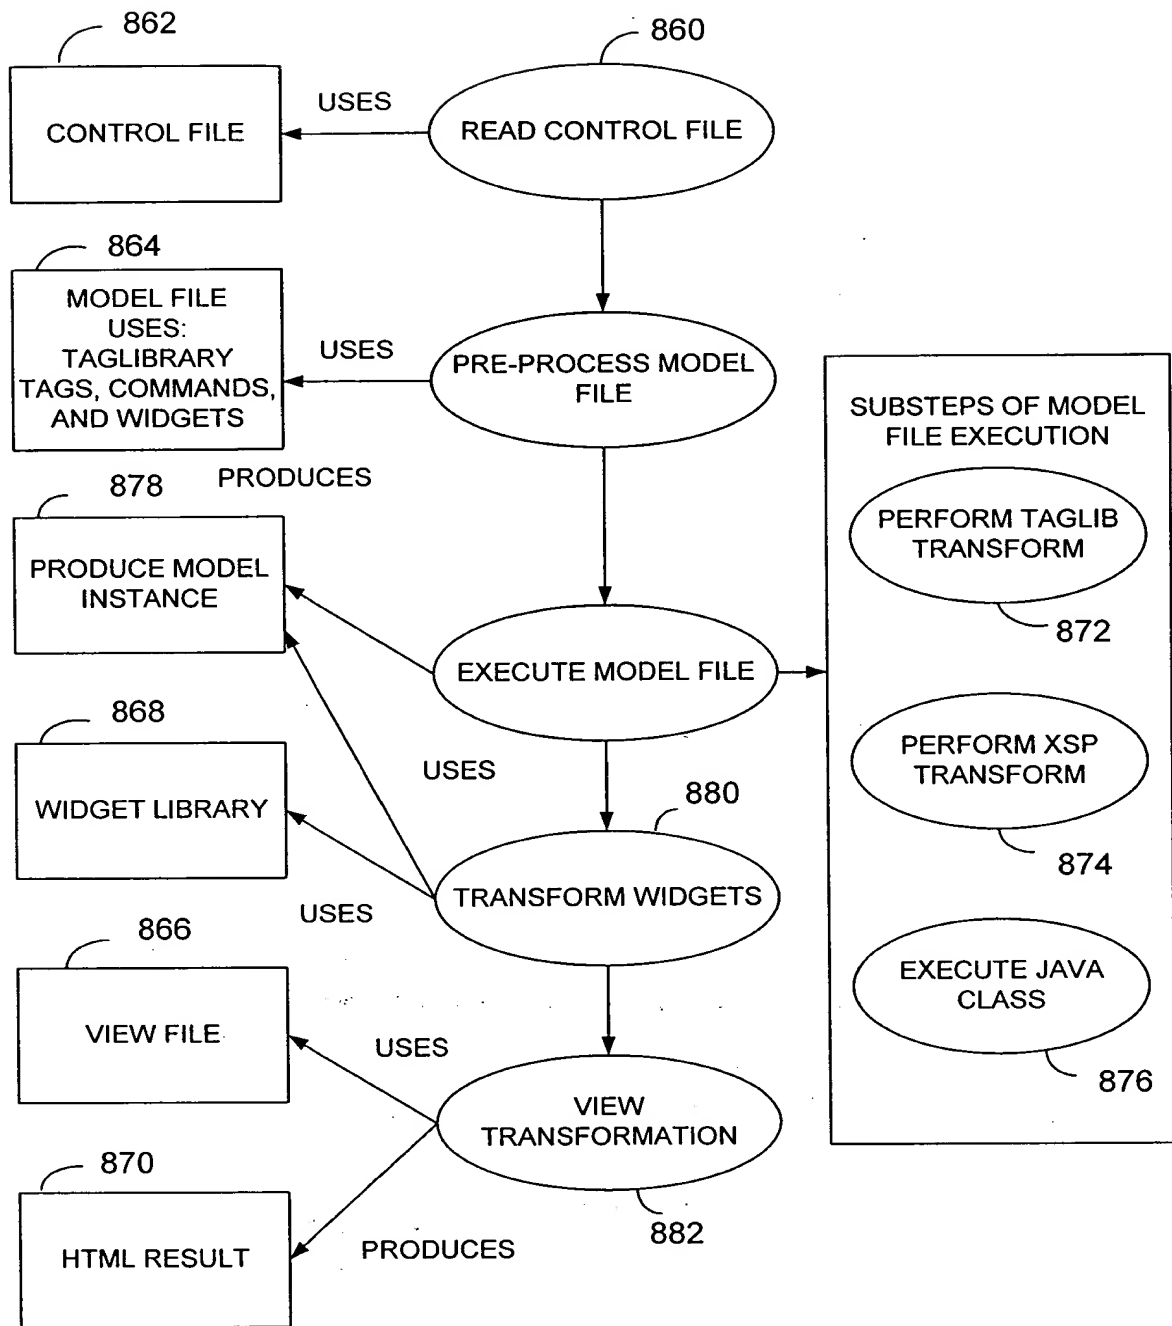 862
860
CONTROL FILE
USES
READ CONTROL FILE
864
MODEL FILE
USES:
TAGLIBRARY
TAGS, COMMANDS,
AND WIDGETS
USES
PRE-PROCESS MODEL
FILE
SUBSTEPS OF MODEL
FILE EXECUTION
PERFORM TAGLIB
TRANSFORM
872
PERFORM XSP
TRANSFORM
874
EXECUTE JAVA
CLASS
876
878
PRODUCES
PRODUCE MODEL
INSTANCE
EXECUTE MODEL FILE
868
WIDGET LIBRARY
USES
880
TRANSFORM WIDGETS
USES
866
VIEW FILE
USES
VIEW
TRANSFORMATION
882
870
HTML RESULT
PRODUCES